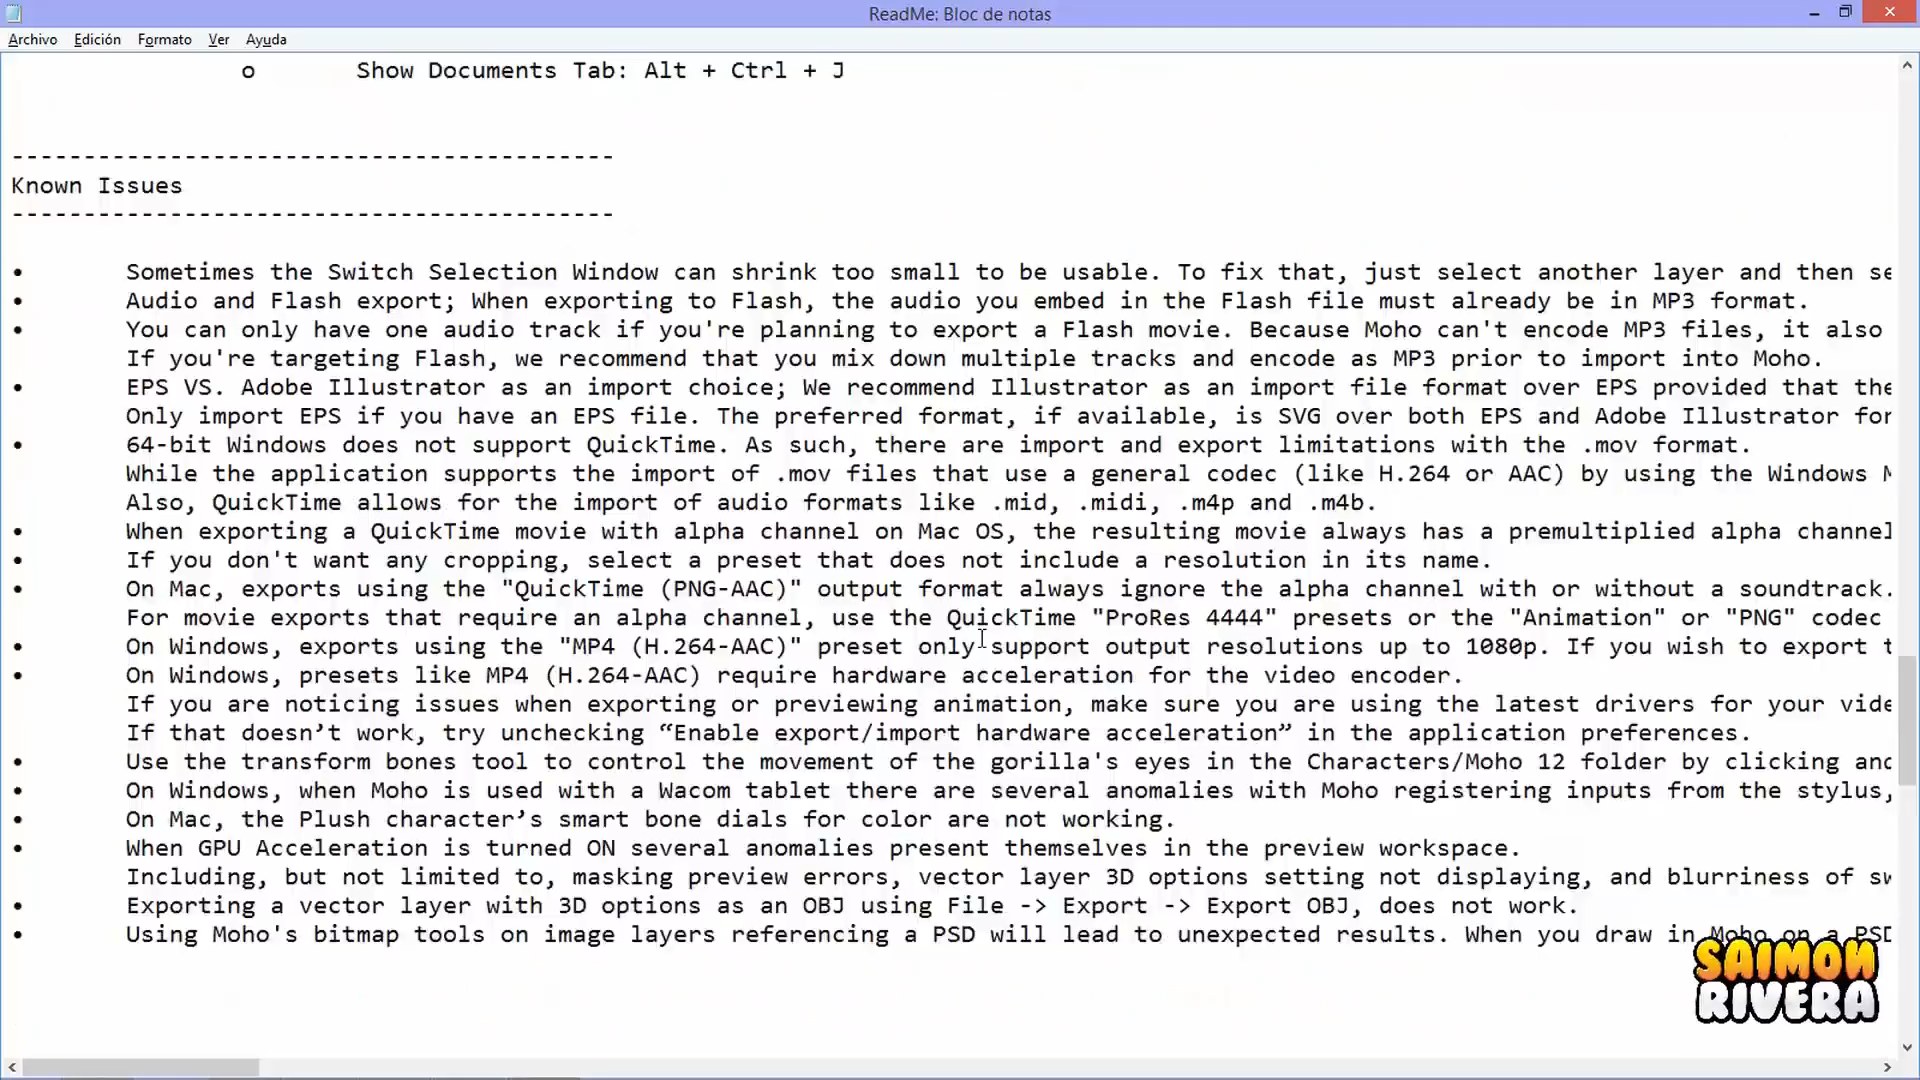 ReadMe: Bloc de notas
Archivo Edición Formato Ver Ayuda
o Show Documents Tab: Alt + Ctrl + J
------------------------------------------
Known Issues
------------------------------------------
• Sometimes the Switch Selection Window can shrink too small to be usable. To fix that, just select another layer and then se
• Audio and Flash export; When exporting to Flash, the audio you embed in the Flash file must already be in MP3 format.
• You can only have one audio track if you're planning to export a Flash movie. Because Moho can't encode MP3 files, it also
If you're targeting Flash, we recommend that you mix down multiple tracks and encode as MP3 prior to import into Moho.
• EPS VS. Adobe Illustrator as an import choice; We recommend Illustrator as an import file format over EPS provided that the
Only import EPS if you have an EPS file. The preferred format, if available, is SVG over both EPS and Adobe Illustrator for
• 64-bit Windows does not support QuickTime. As such, there are import and export limitations with the .mov format.
While the application supports the import of .mov files that use a general codec (like H.264 or AAC) by using the Windows M
Also, QuickTime allows for the import of audio formats like .mid, .midi, .m4p and .m4b.
• When exporting a QuickTime movie with alpha channel on Mac OS, the resulting movie always has a premultiplied alpha channel
• If you don't want any cropping, select a preset that does not include a resolution in its name.
• On Mac, exports using the "QuickTime (PNG-AAC)" output format always ignore the alpha channel with or without a soundtrack.
For movie exports that require an alpha channel, use the QuickTime "ProRes 4444" presets or the "Animation" or "PNG" codec
• On Windows, exports using the "MP4 (H.264-AAC)" preset only support output resolutions up to 1080p. If you wish to export t
• On Windows, presets like MP4 (H.264-AAC) require hardware acceleration for the video encoder.
If you are noticing issues when exporting or previewing animation, make sure you are using the latest drivers for your vide
If that doesn’t work, try unchecking “Enable export/import hardware acceleration” in the application preferences.
• Use the transform bones tool to control the movement of the gorilla's eyes in the Characters/Moho 12 folder by clicking and
• On Windows, when Moho is used with a Wacom tablet there are several anomalies with Moho registering inputs from the stylus,
• On Mac, the Plush character’s smart bone dials for color are not working.
• When GPU Acceleration is turned ON several anomalies present themselves in the preview workspace.
Including, but not limited to, masking preview errors, vector layer 3D options setting not displaying, and blurriness of sw
• Exporting a vector layer with 3D options as an OBJ using File -> Export -> Export OBJ, does not work.
• Using Moho's bitmap tools on image layers referencing a PSD will lead to unexpected results. When you draw in Moho on a PSD
SAIMON
RIVERA